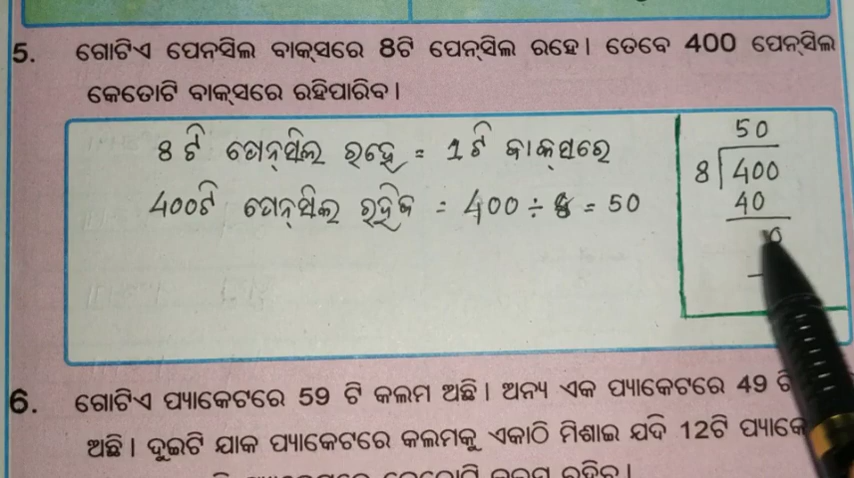 5. ଗୋଟିଏ ପେନସିଲ ବାକ୍ସରେ 8ଟି ପେନ୍‌ସିଲ ରହେ। ତେବେ 400 ପେନ୍‌ସିଲ
କେତୋଟି ବାକ୍ସରେ ରହିପାରିବ।
8 ଟି ପେନ୍‌ସିଲ ରହେ = 1 ଟି ବାକ୍ସରେ
400ଟି ପେନ୍‌ସିଲ ରହିବ = 400 ÷ 8 = 50
50
8 400
40
0
6. ଗୋଟିଏ ପ୍ୟାକେଟରେ 59 ଟି କଲମ ଅଛି। ଅନ୍ୟ ଏକ ପ୍ୟାକେଟରେ 49
ଅଛି। ଦୁଇଟି ଯାକ ପ୍ୟାକେଟରେ କଲମକୁ ଏକାଠି ମିଶାଇ ଯଦି 12ଟି